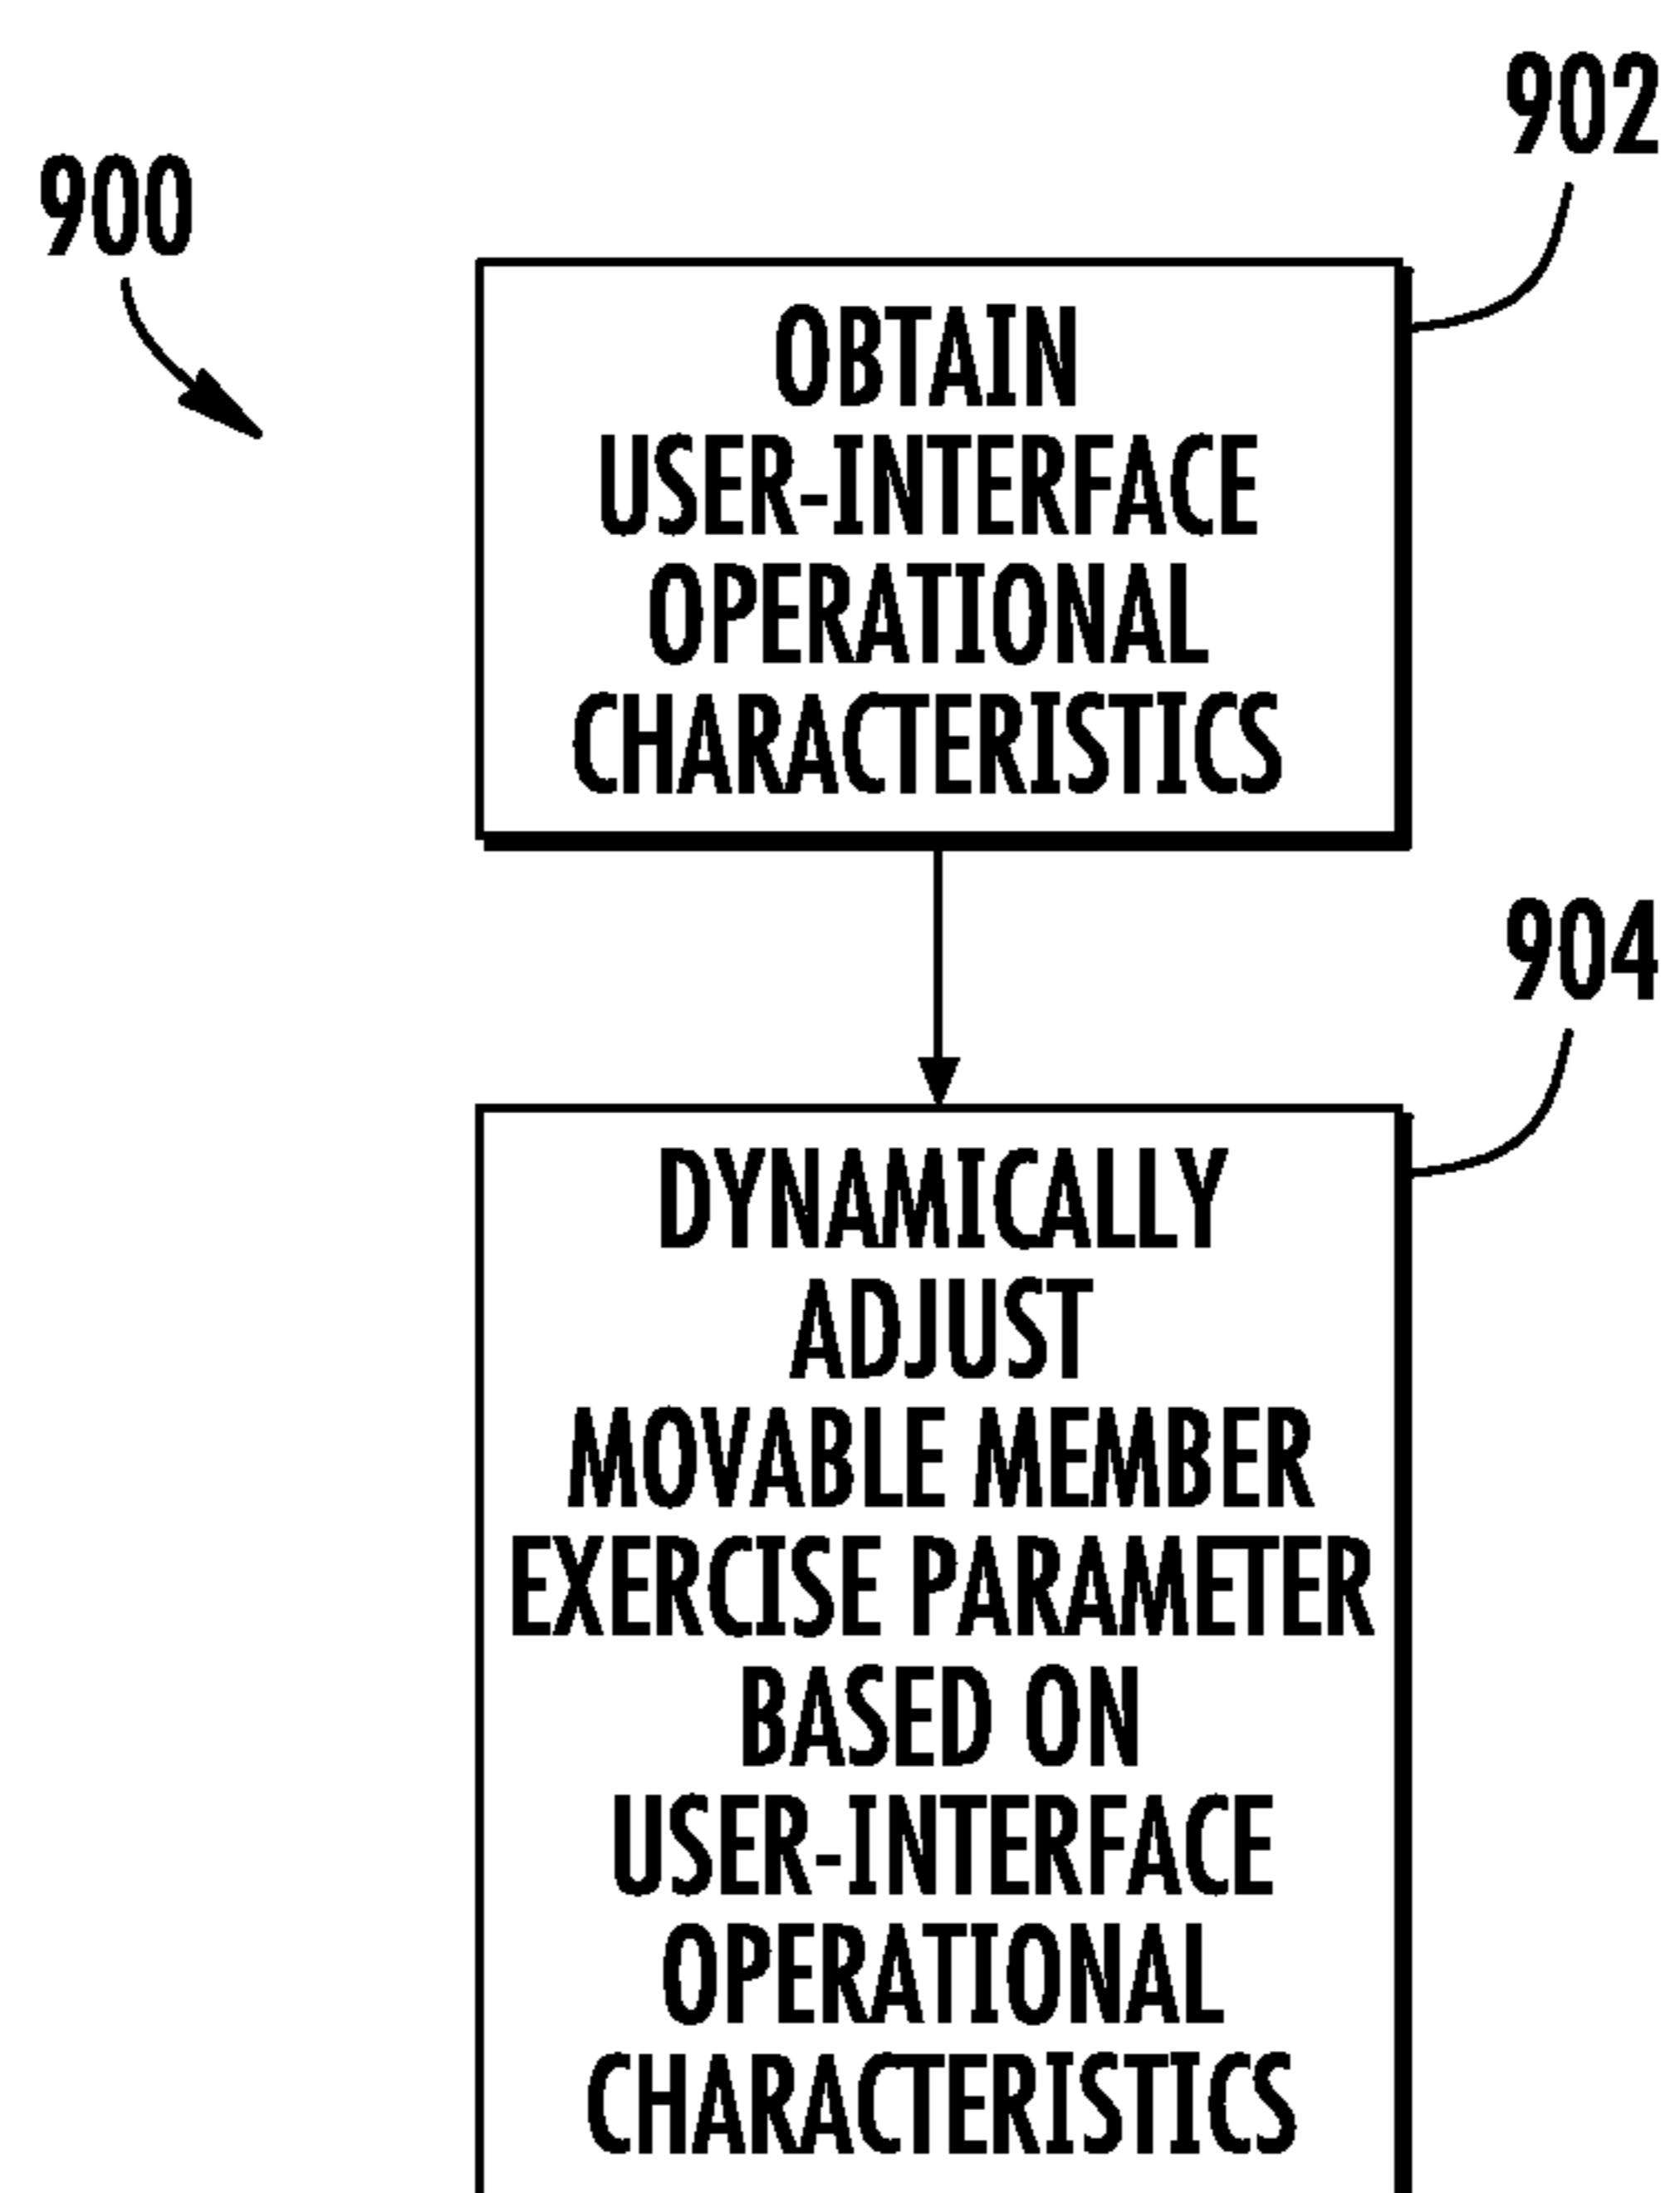 902
900
OBTAIN
USER-INTERFACE
OPERATIONAL
CHARACTERISTICS
904
DYNAMICALLY
ADJUST
MOVABLE MEMBER
EXERCISE PARAMETER
BASED ON
USER-INTERFACE
OPERATIONAL
CHARACTERISTICS